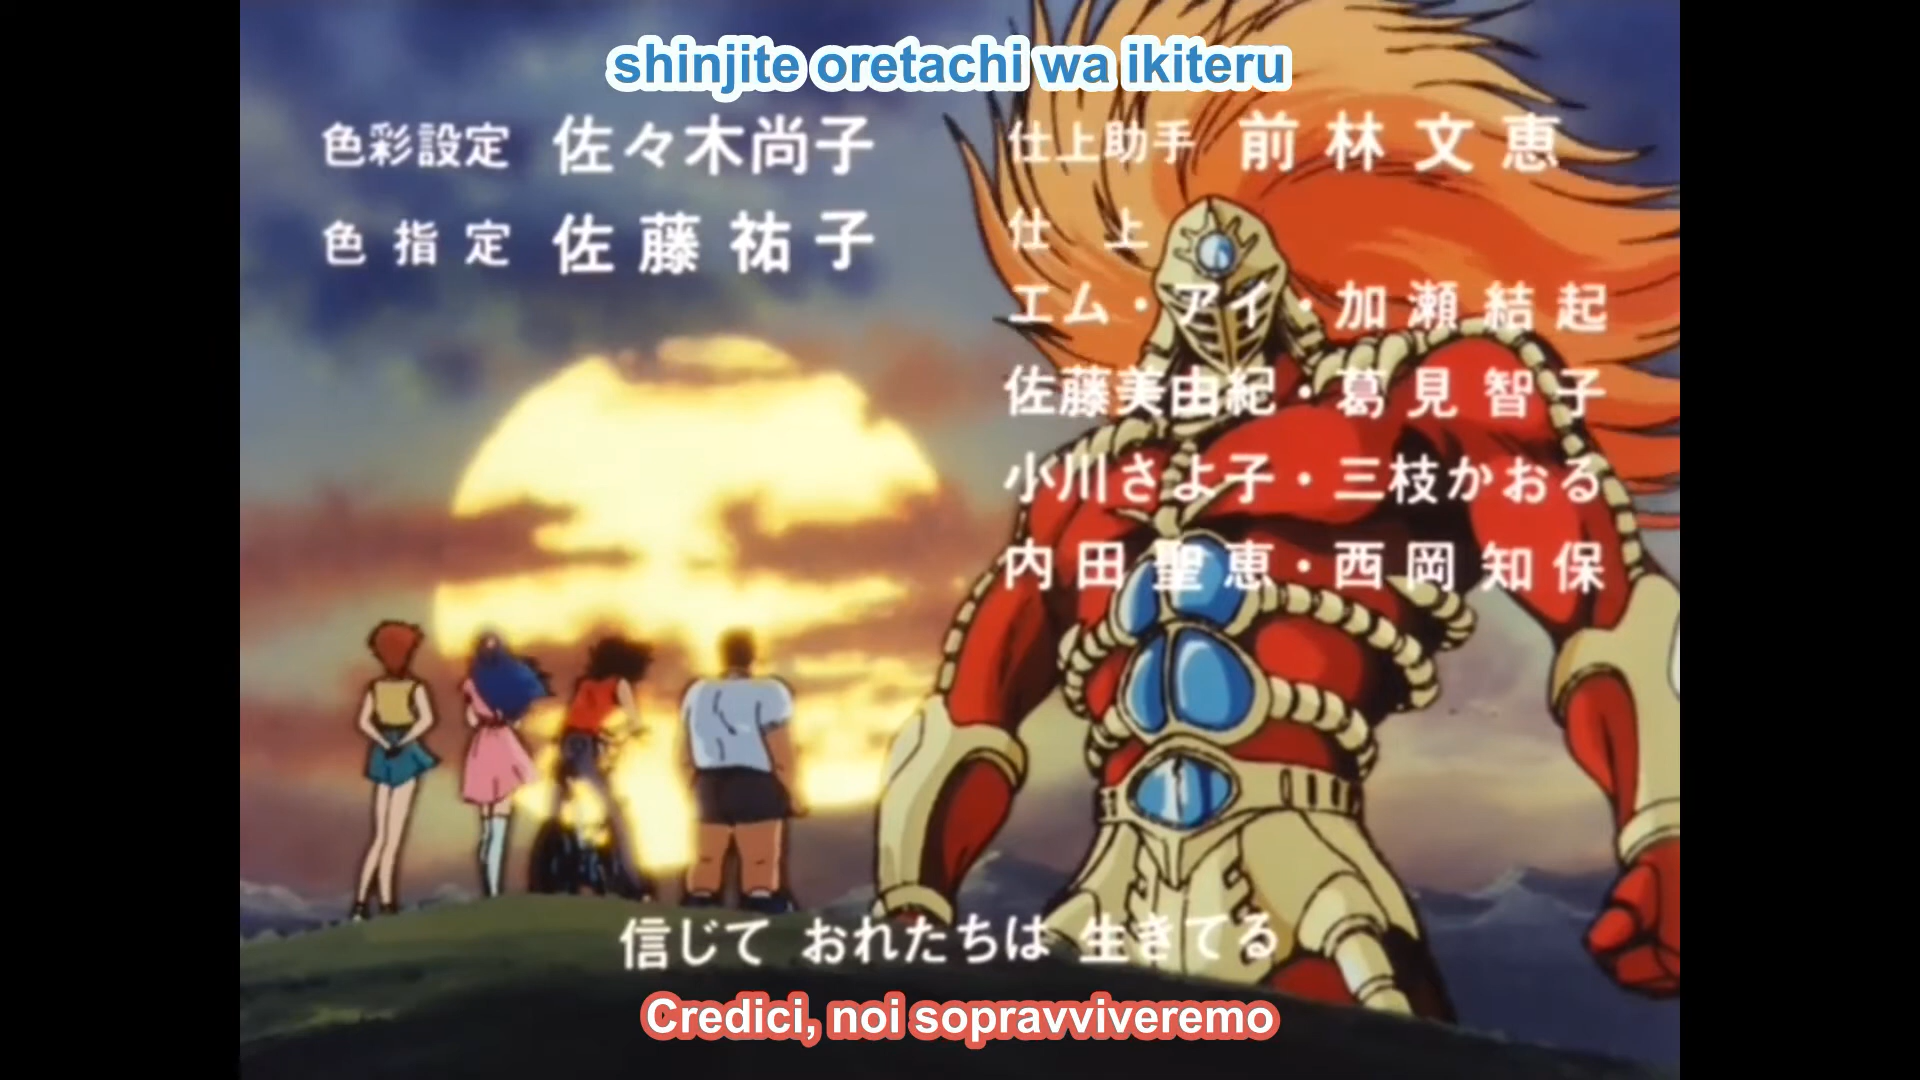 shinjite oretachi wa ikiteru
色彩設定 佐々木尚子
色指定 佐藤祐子
仕上助手 前林文恵
仕上
エム・アイ・加瀬結起
佐藤美由紀・葛見智子
小川さよ子・三枝かおる
内田聖恵・西岡知保
信じて おれたちは 生きてる
Credici, noi sopravviveremo